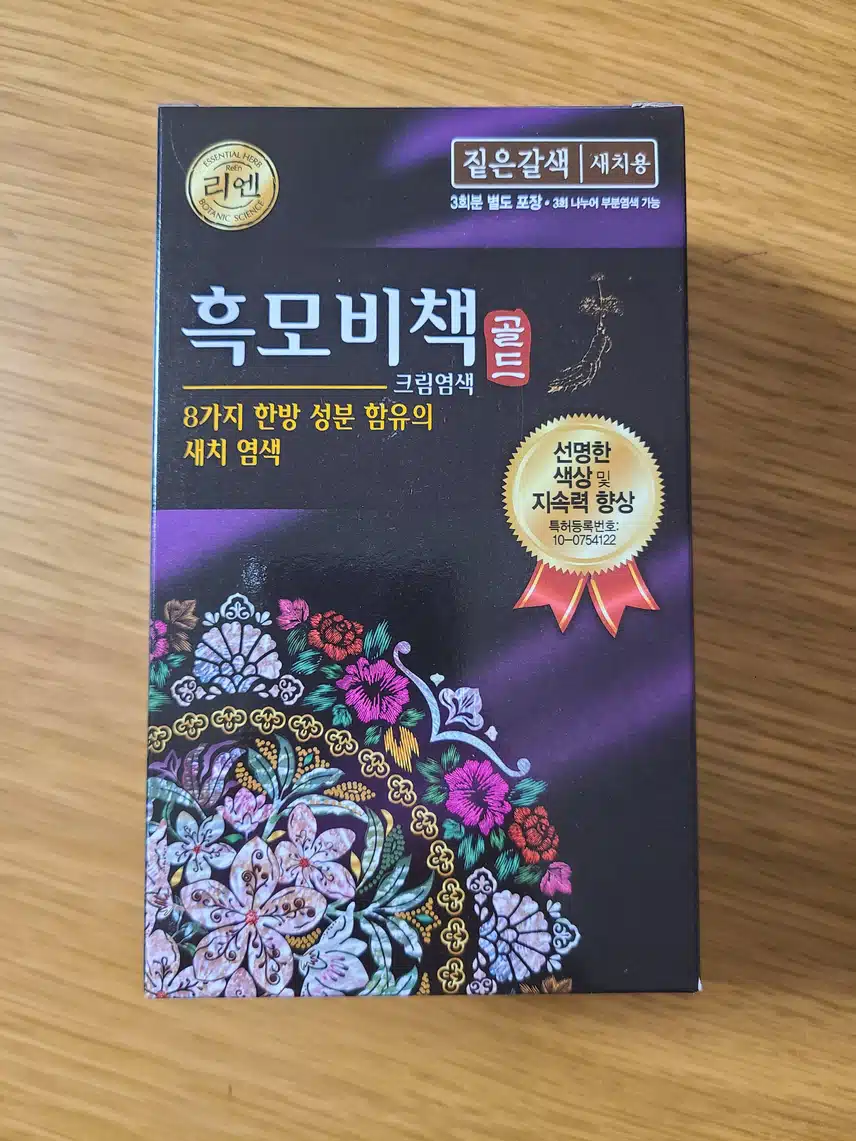 ESSENTIAL HERB
ReEn
리엔
BOTANIC SCIENCE
짙은갈색 | 새치용
3회분 별도 포장 • 3회 나누어 부분염색 가능
흑모비책
골드
크림염색
8가지 한방 성분 함유의
새치 염색
선명한
색상 및
지속력 향상
특허등록번호:
10-0754122